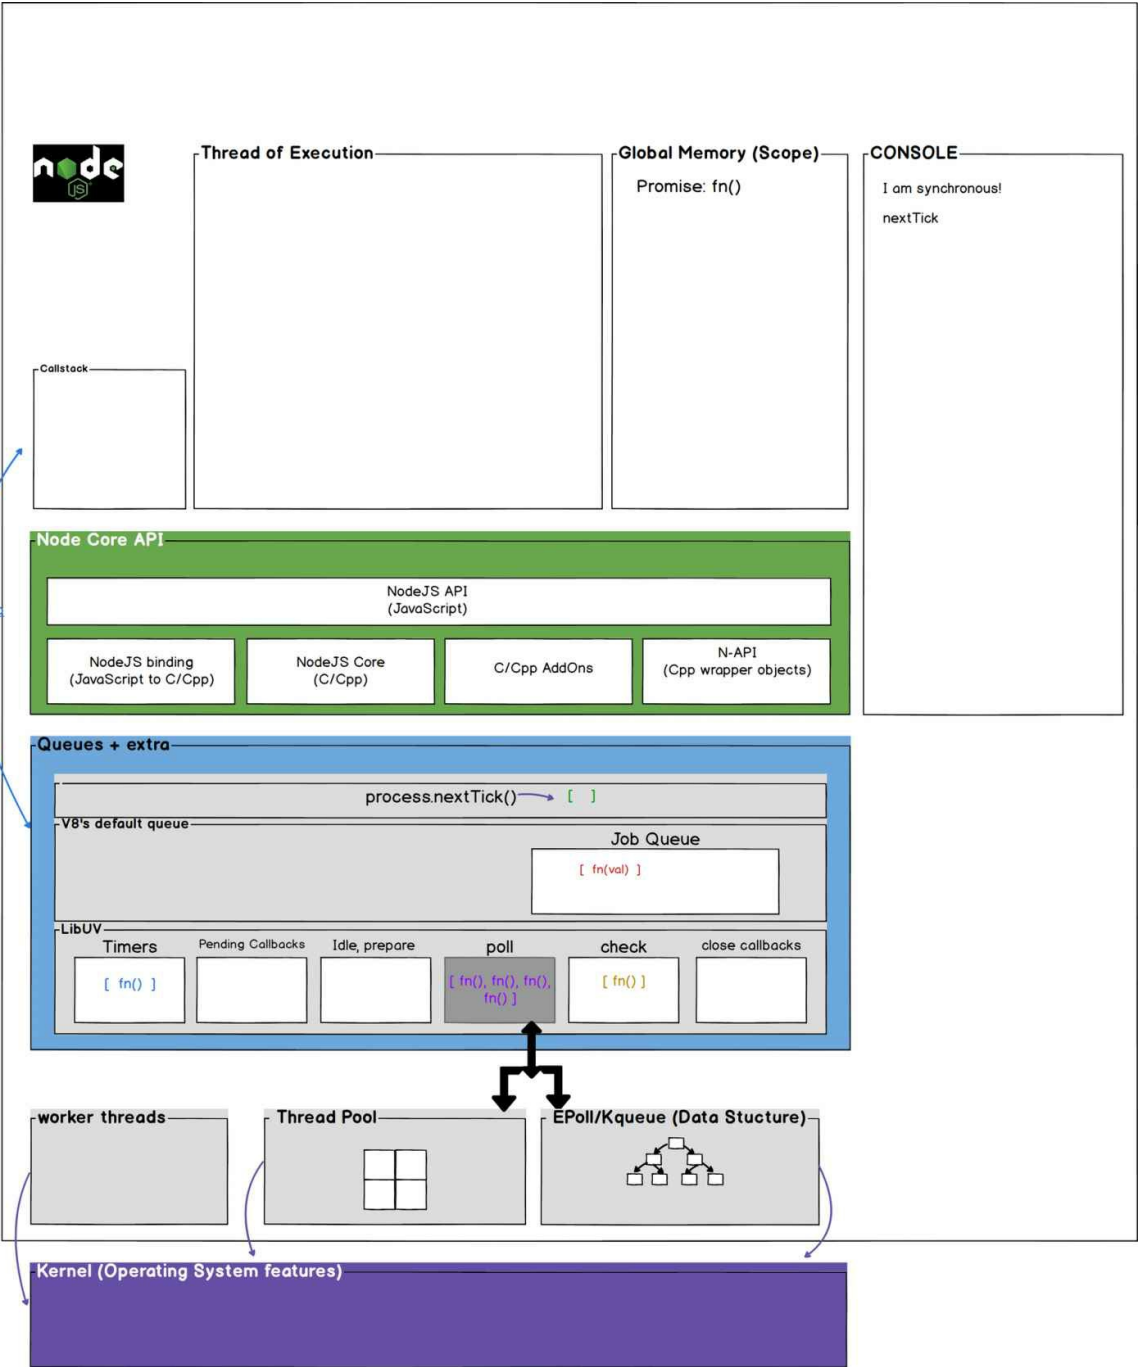 node
JS
Thread of Execution
Global Memory (Scope)
Promise: fn()
CONSOLE
I am synchronous!
nextTick
Callstack
Node Core API
NodeJS API
(JavaScript)
NodeJS binding
(JavaScript to C/Cpp)
NodeJS Core
(C/Cpp)
C/Cpp AddOns
N-API
(Cpp wrapper objects)
Queues + extra
process.nextTick() [ ]
V8's default queue
Job Queue
[ fn(val) ]
LibUV
Timers
[ fn() ]
Pending Callbacks
Idle, prepare
poll
[ fn(), fn(), fn(),
fn() ]
check
[ fn() ]
close callbacks
worker threads
Thread Pool
EPoll/Kqueue (Data Stucture)
Kernel (Operating System features)